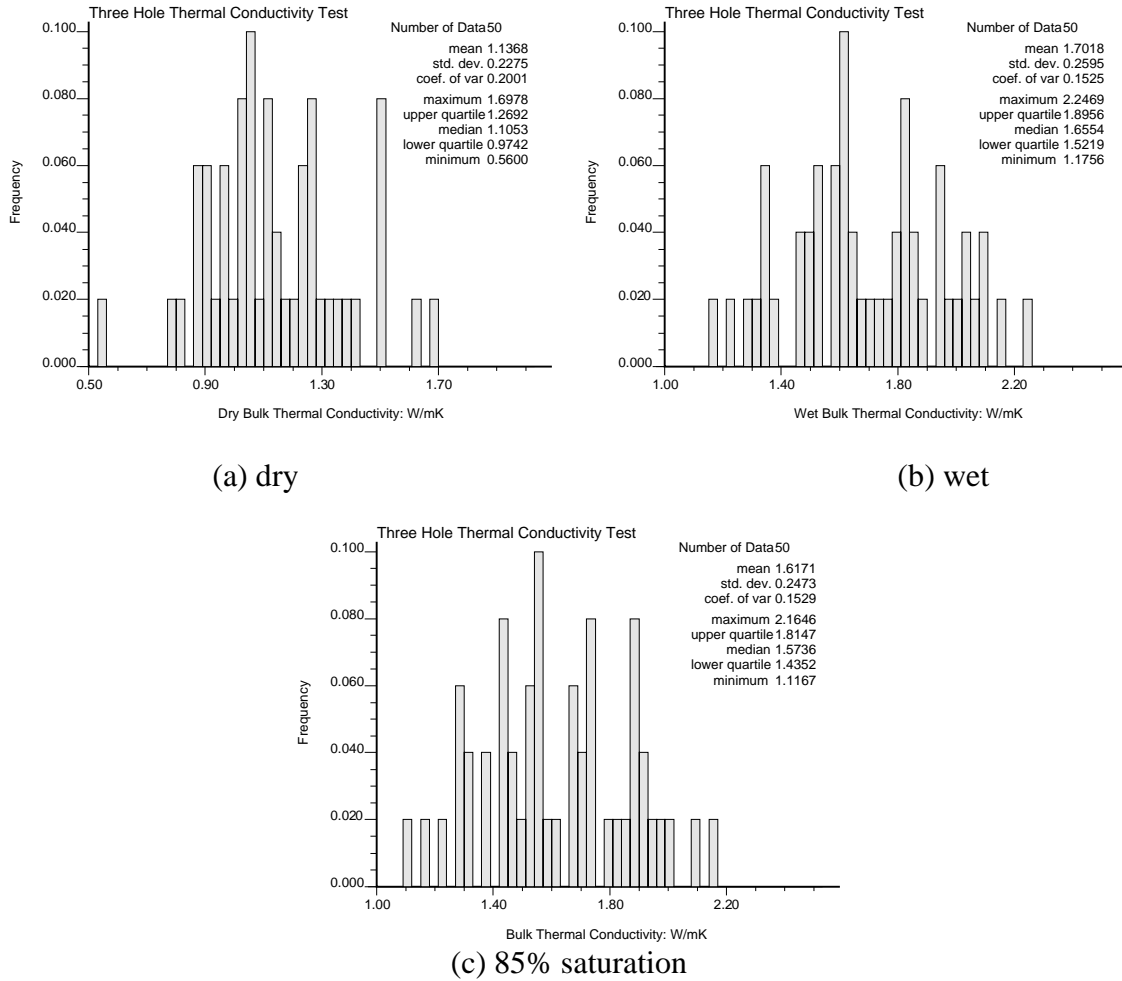 Three Hole Thermal Conductivity Test
Number of Data 50
mean 1.1368
std. dev. 0.2275
coef. of var 0.2001
maximum 1.6978
upper quartile 1.2692
median 1.1053
lower quartile 0.9742
minimum 0.5600
Frequency
0.100
0.080
0.060
0.040
0.020
0.000
0.50 0.90 1.30 1.70
Dry Bulk Thermal Conductivity: W/mK
(a) dry
Three Hole Thermal Conductivity Test
Number of Data 50
mean 1.7018
std. dev. 0.2595
coef. of var 0.1525
maximum 2.2469
upper quartile 1.8956
median 1.6554
lower quartile 1.5219
minimum 1.1756
Frequency
0.100
0.080
0.060
0.040
0.020
0.000
1.00 1.40 1.80 2.20
Wet Bulk Thermal Conductivity: W/mK
(b) wet
Three Hole Thermal Conductivity Test
Number of Data 50
mean 1.6171
std. dev. 0.2473
coef. of var 0.1529
maximum 2.1646
upper quartile 1.8147
median 1.5736
lower quartile 1.4352
minimum 1.1167
Frequency
0.100
0.080
0.060
0.040
0.020
0.000
1.00 1.40 1.80 2.20
Bulk Thermal Conductivity: W/mK
(c) 85% saturation